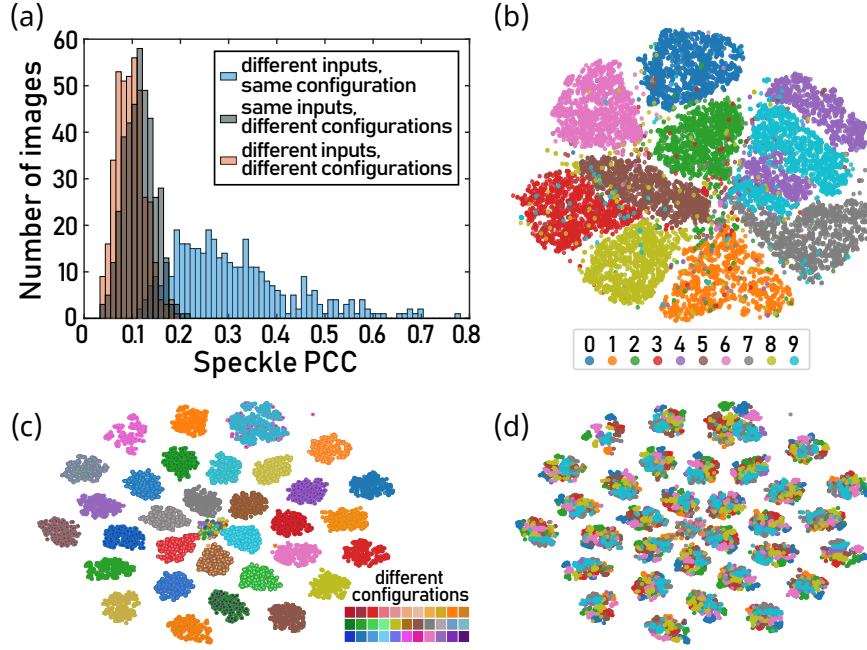 (a)
60
50
40
30
20
10
0
Number of images
different inputs,
same configuration
same inputs,
different configurations
different inputs,
different configurations
0 0.1 0.2 0.3 0.4 0.5 0.6 0.7 0.8
Speckle PCC
(b)
0 1 2 3 4 5 6 7 8 9
(c)
different
configurations
(d)